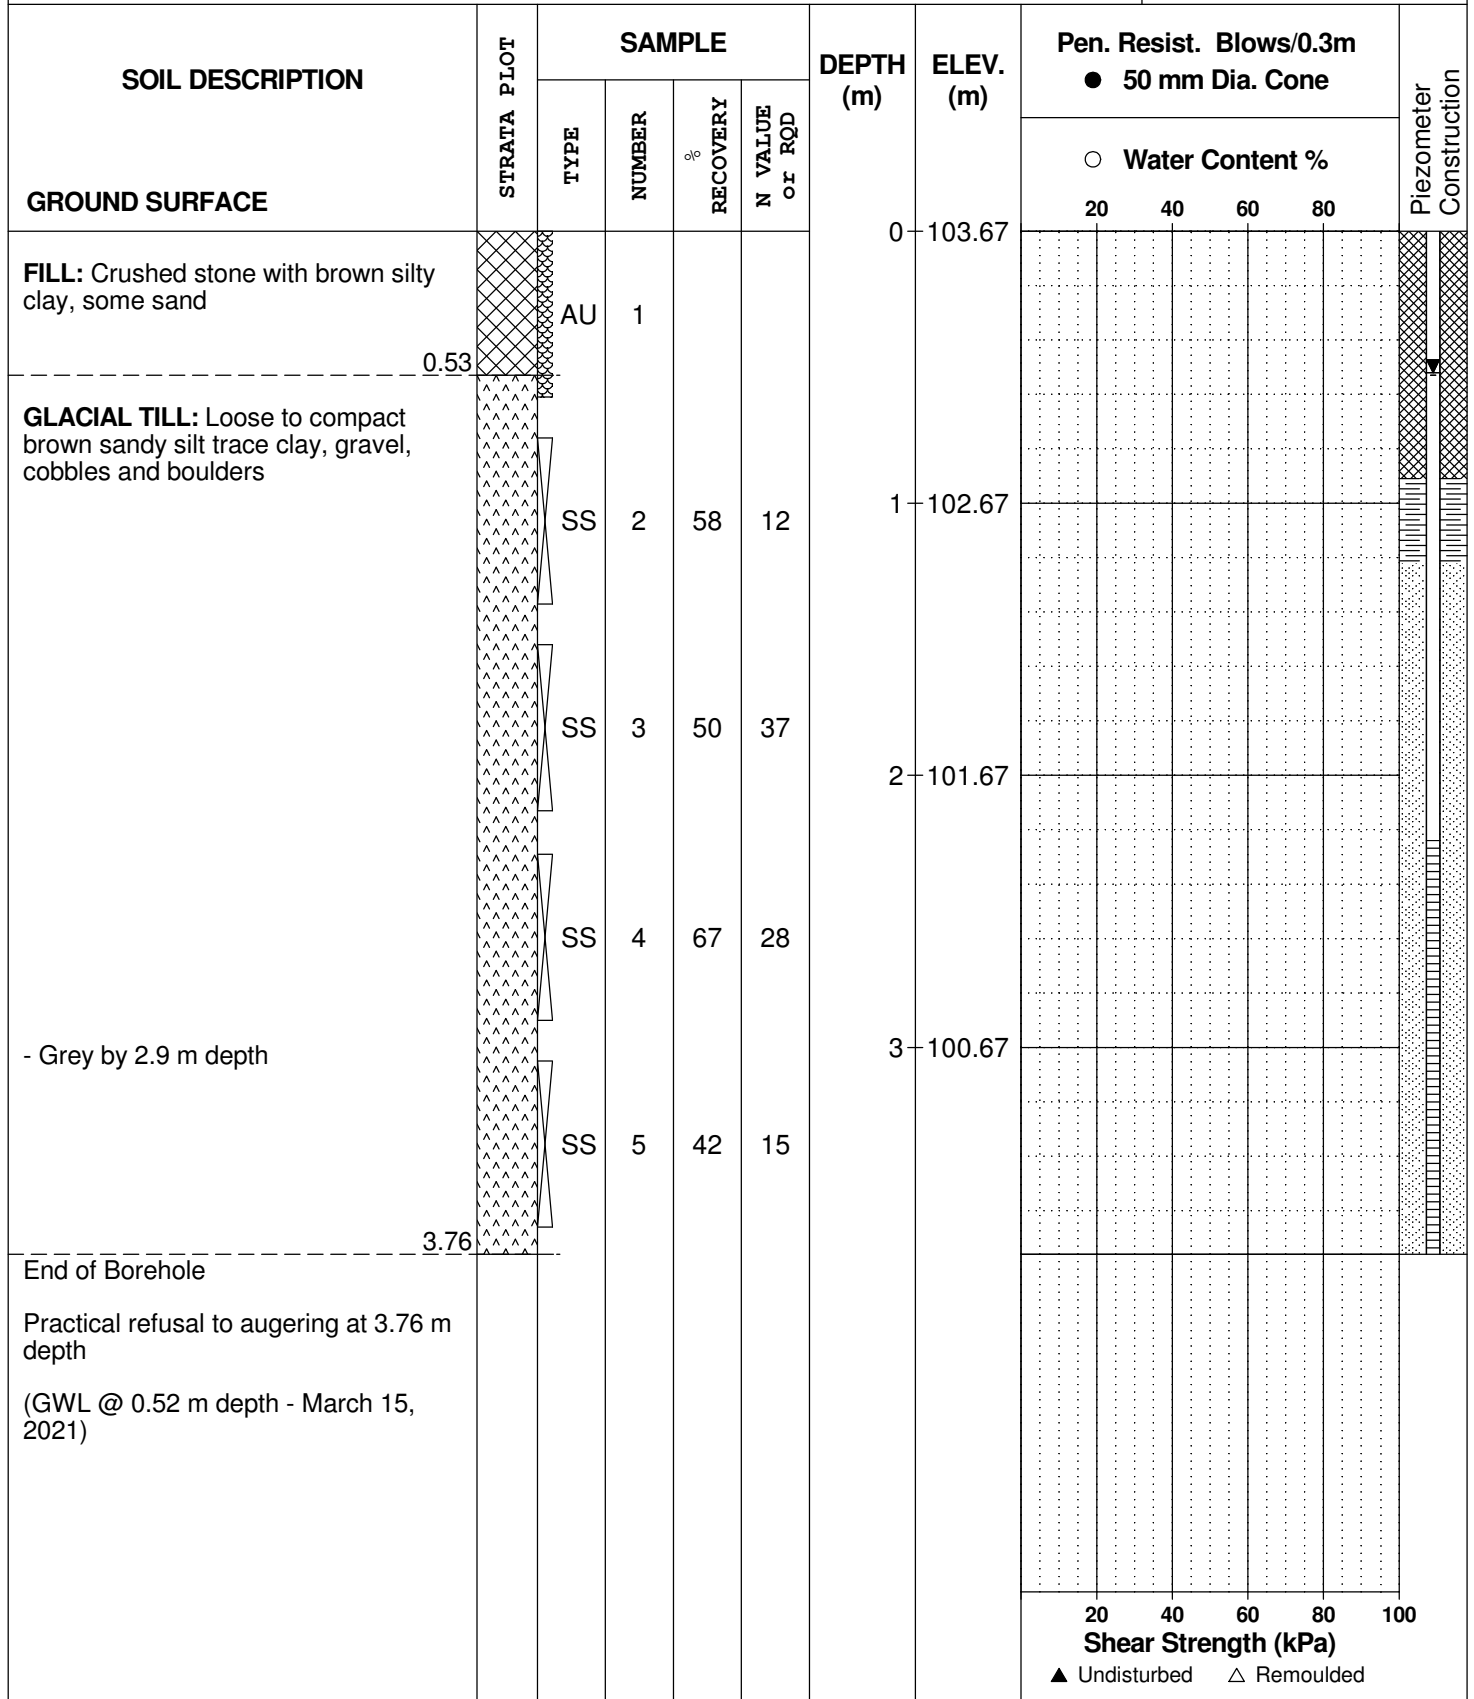 SOIL DESCRIPTION
GROUND SURFACE
STRATA PLOT
SAMPLE
TYPE
NUMBER
%
RECOVERY
N VALUE
or RQD
DEPTH
(m)
ELEV.
(m)
Pen. Resist. Blows/0.3m
● 50 mm Dia. Cone
○ Water Content %
20 40 60 80
Piezometer
Construction
0 103.67
FILL: Crushed stone with brown silty
clay, some sand
AU 1
0.53
GLACIAL TILL: Loose to compact
brown sandy silt trace clay, gravel,
cobbles and boulders
1 102.67
SS 2 58 12
SS 3 50 37
2 101.67
SS 4 67 28
- Grey by 2.9 m depth
3 100.67
SS 5 42 15
3.76
End of Borehole
Practical refusal to augering at 3.76 m
depth
(GWL @ 0.52 m depth - March 15,
2021)
20 40 60 80 100
Shear Strength (kPa)
▲ Undisturbed △ Remoulded